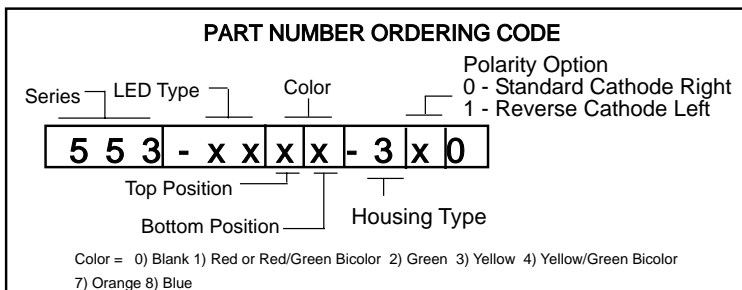 PART NUMBER ORDERING CODE
Series
LED Type
Color
Polarity Option
0 - Standard Cathode Right
1 - Reverse Cathode Left
5 5 3 - x x x x - 3 x 0
Top Position
Bottom Position
Housing Type
Color = 0) Blank 1) Red or Red/Green Bicolor 2) Green 3) Yellow 4) Yellow/Green Bicolor
7) Orange 8) Blue